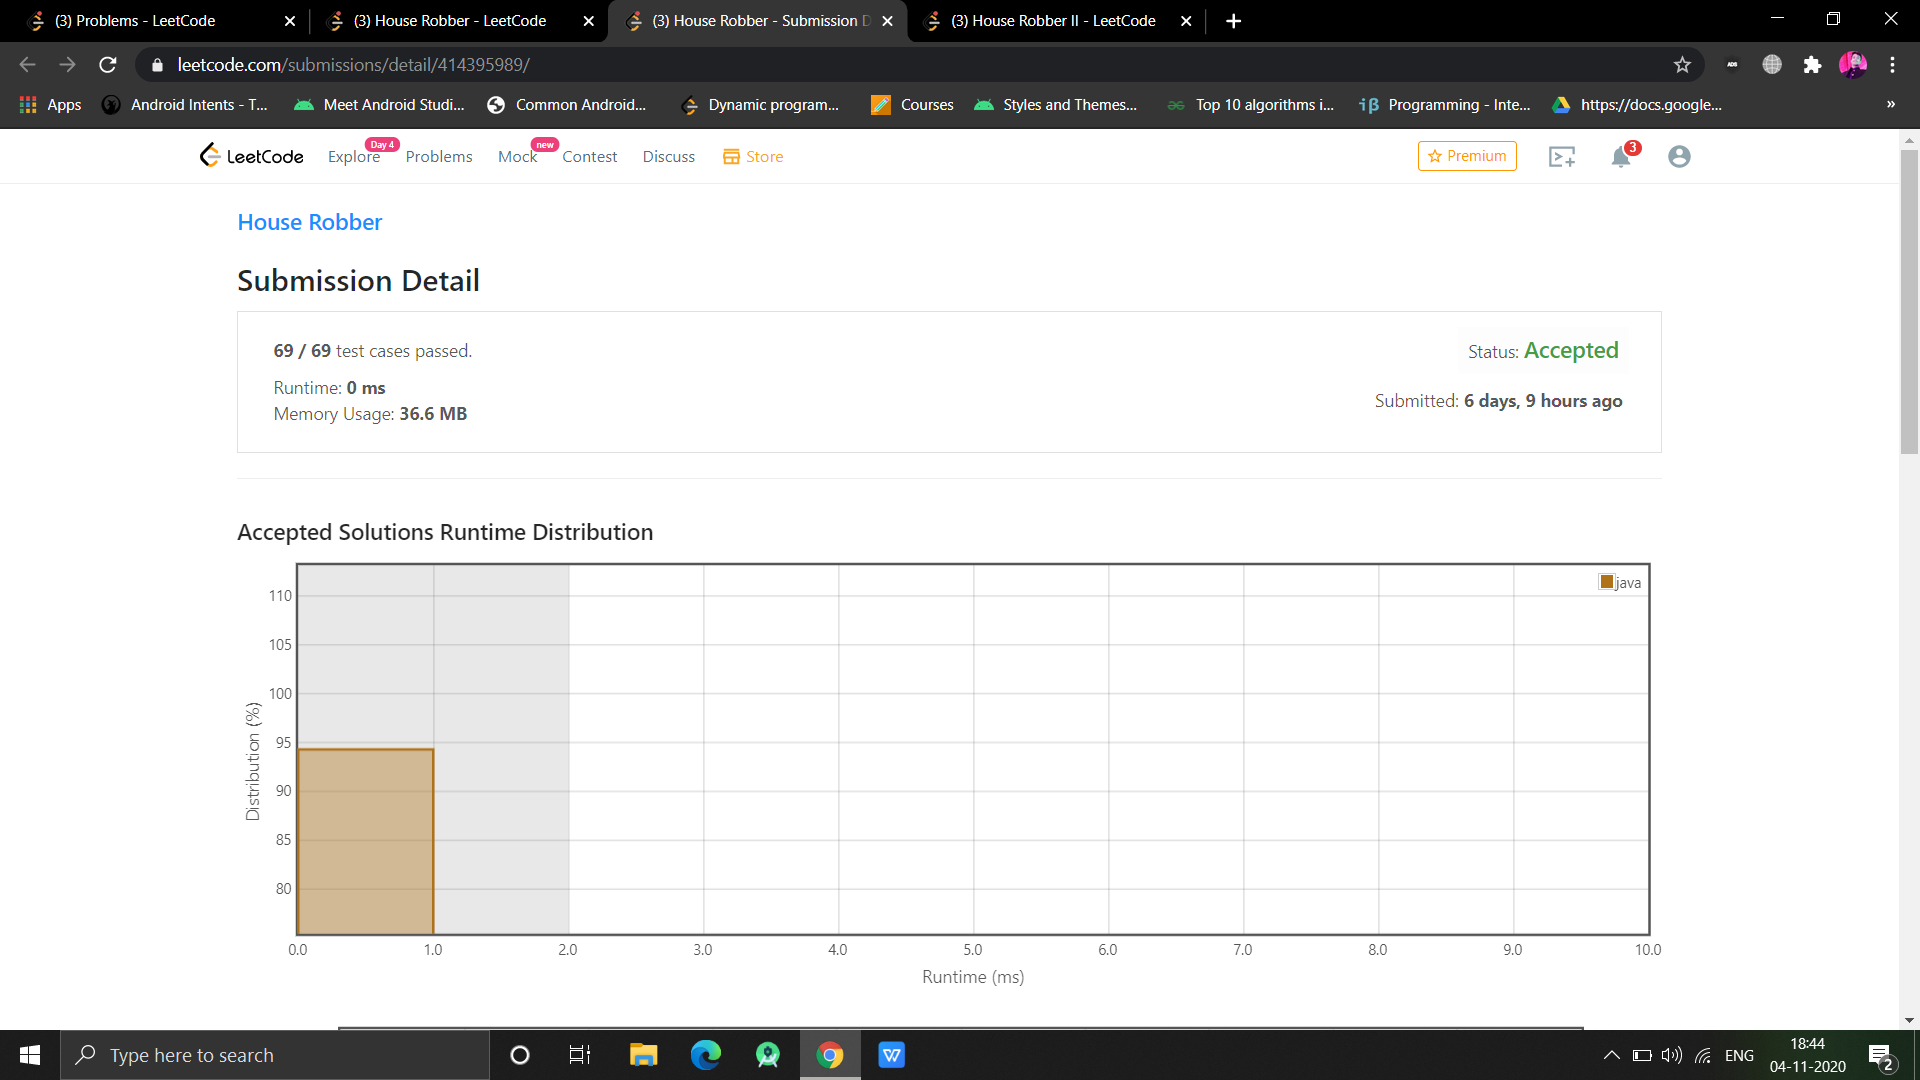 (3) Problems - LeetCode
(3) House Robber - LeetCode
(3) House Robber - Submission D
(3) House Robber II - LeetCode
leetcode.com/submissions/detail/414395989/
ADS
Apps
Android Intents - T...
Meet Android Studi...
Common Android...
Dynamic program...
Courses
Styles and Themes...
Top 10 algorithms i...
iβ Programming - Inte...
https://docs.google...
»
LeetCode
Explore
Day 4
Problems
Mock
new
Contest
Discuss
Store
Premium
3
House Robber
Submission Detail
69 / 69 test cases passed.
Status: Accepted
Runtime: 0 ms
Submitted: 6 days, 9 hours ago
Memory Usage: 36.6 MB
Accepted Solutions Runtime Distribution
java
110
105
100
95
90
85
80
Distribution (%)
0.0 1.0 2.0 3.0 4.0 5.0 6.0 7.0 8.0 9.0 10.0
Runtime (ms)
Type here to search
W
ENG
18:44
04-11-2020
2